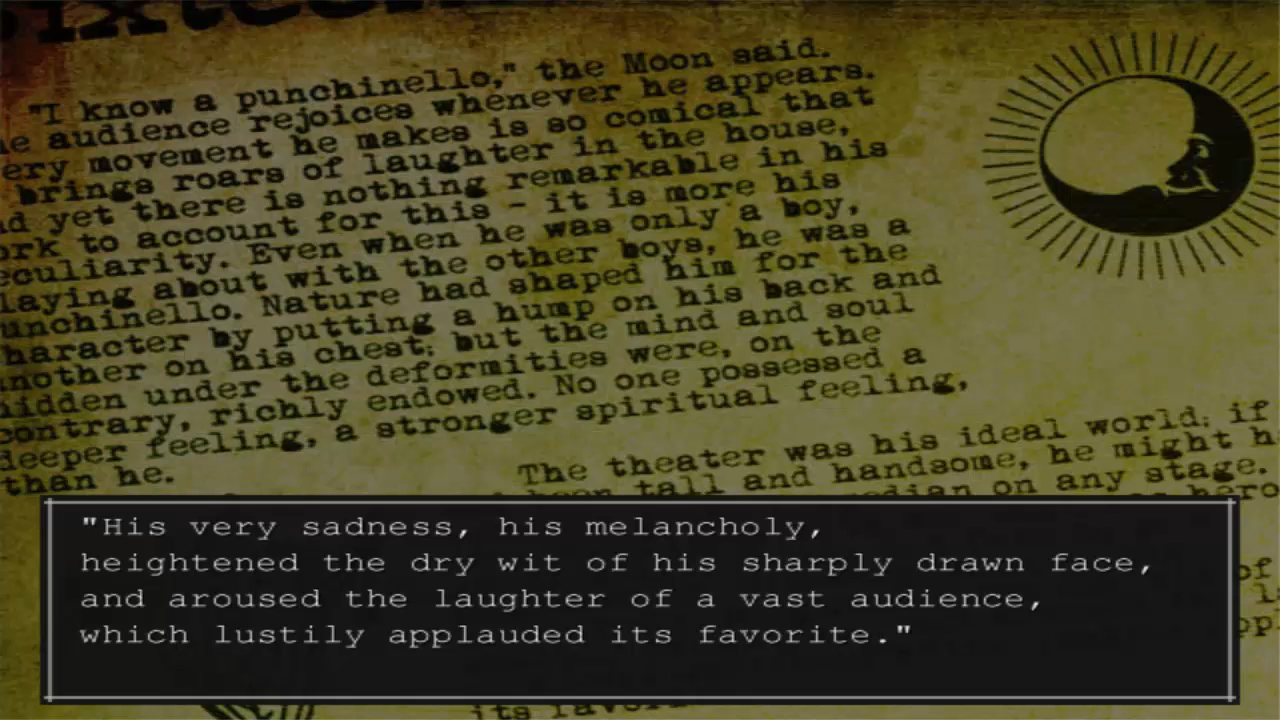 Sixteen
"I know a punchinello," the Moon said.
audience rejoices whenever he appears.
movement he makes is so comical that
brings roars of laughter in the house,
yet there is nothing remarkable in his
to account for this - it is more his
Even when he was only a boy,
about with the other boys, he was a
Nature had shaped him for the
by putting a hump on his back and
on his chest; but the mind and soul
under the deformities were, on the
contrary, richly endowed. No one possessed a
deeper feeling, a stronger spiritual feeling,
than he.
The theater was his ideal world; if
been tall and handsome, he might
on any stage.
"His very sadness, his melancholy,
heightened the dry wit of his sharply drawn face,
and aroused the laughter of a vast audience,
which lustily applauded its favorite."
its